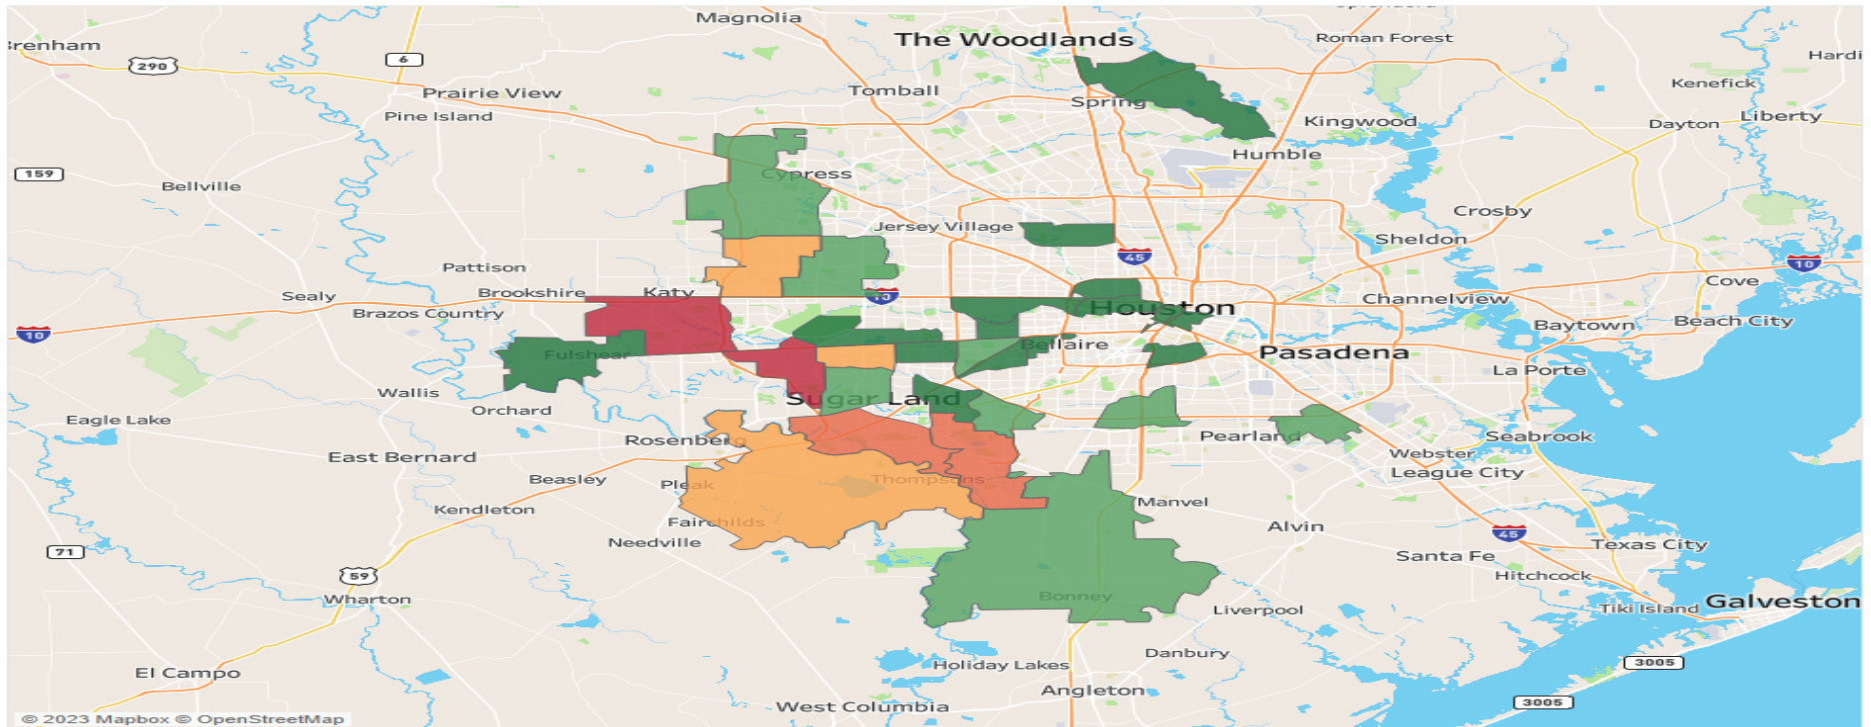 Magnolia
Splendora
The Woodlands
Roman Forest
Brenham
290
6
Hardi
Kenefick
Prairie View
Tomball
Spring
Pine Island
Kingwood
Dayton
Liberty
Humble
159
Bellville
Cypress
Crosby
Jersey Village
Sheldon
45
10
Pattison
Sealy
Brookshire
Katy
10
Cove
Channelview
Houston
Brazos Country
Baytown
Beach City
10
Fulshear
Bellaire
Pasadena
La Porte
Wallis
Sugar Land
Orchard
Eagle Lake
Rosenberg
Pearland
Seabrook
East Bernard
Webster
League City
Beasley
Pleak
Thompsons
Kendleton
Manvel
Fairchilds
Alvin
Needville
45
Texas City
71
Santa Fe
59
Hitchcock
Wharton
Bonney
Liverpool
Tiki Island
Galveston
Danbury
Holiday Lakes
3005
El Campo
Angleton
West Columbia
3005
© 2023 Mapbox © OpenStreetMap